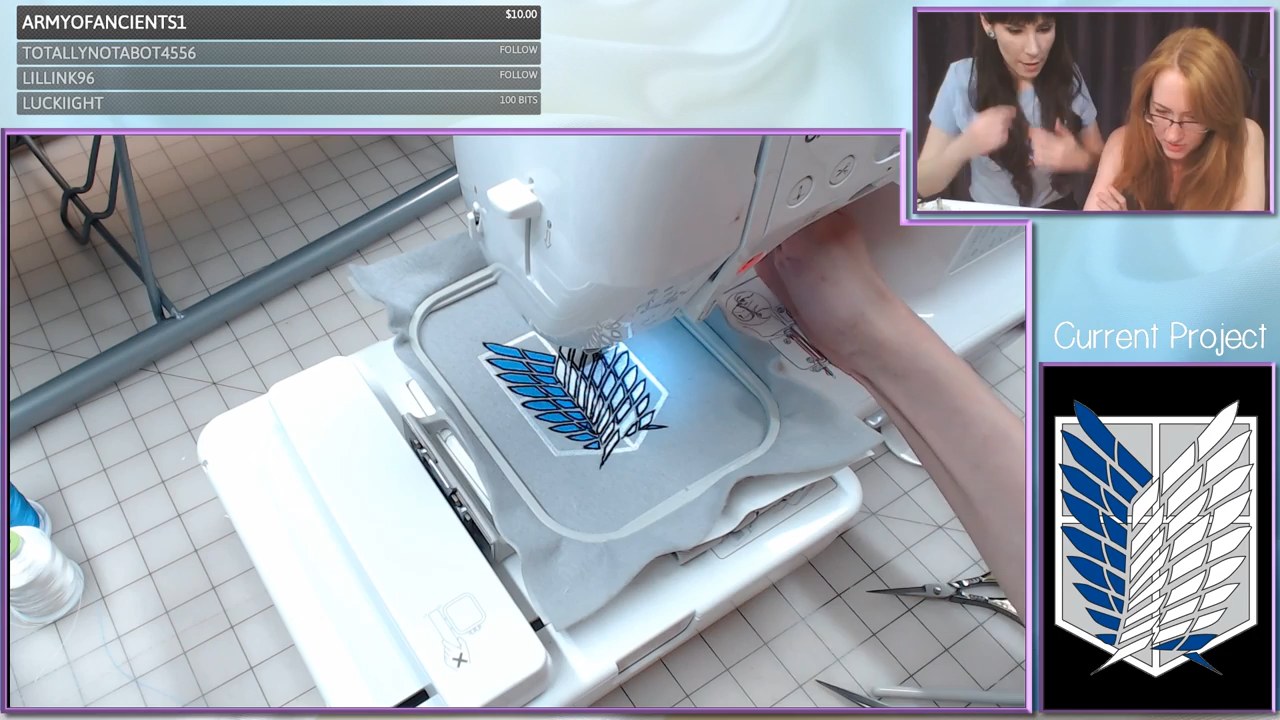 ARMYOFANCIENTS1 $10.00
TOTALLYNOTABOT4556 FOLLOW
LILLINK96 FOLLOW
LUCKIIGHT 100 BITS
Current Project